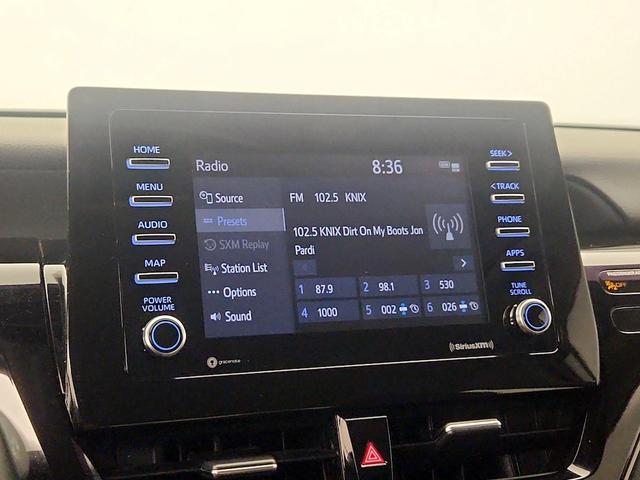 HOME
MENU
AUDIO
MAP
POWER
VOLUME
Radio
8:36
Source
Presets
SXM Replay
Station List
Options
Sound
FM 102.5 KNIX
102.5 KNIX Dirt On My Boots Jon
Pardi
1 87.9
2 98.1
3 530
4 1000
5 002
6 026
SEEK>
<TRACK
PHONE
APPS
TUNE
SCROLL
gracenote
SiriusXM
OFF